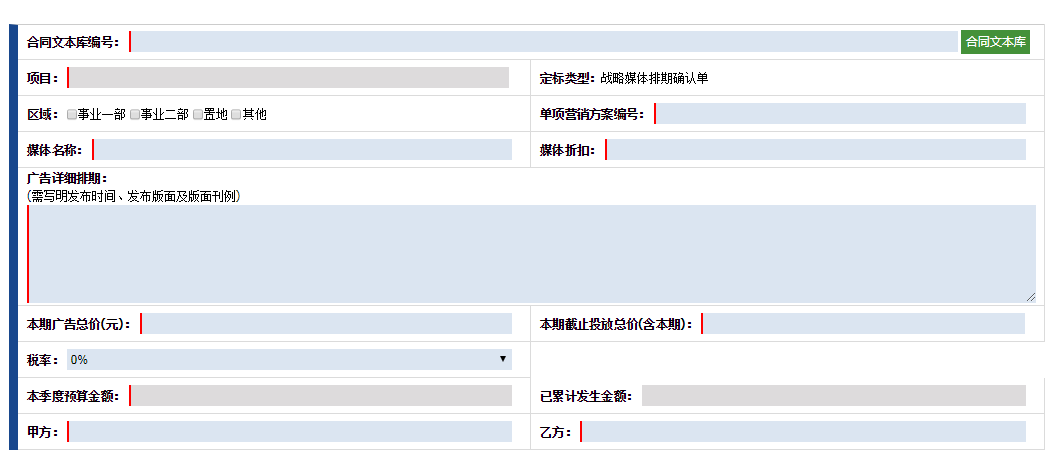 合同文本库编号： 合同文本库
项目： 定标类型：战略媒体排期确认单
区域： 事业一部 事业二部 置地 其他 单项营销方案编号：
媒体名称： 媒体折扣：
广告详细排期：
(需写明发布时间、发布版面及版面刊例)
本期广告总价(元)： 本期截止投放总价(含本期)：
税率： 0%
本季度预算金额： 已累计发生金额：
甲方： 乙方：